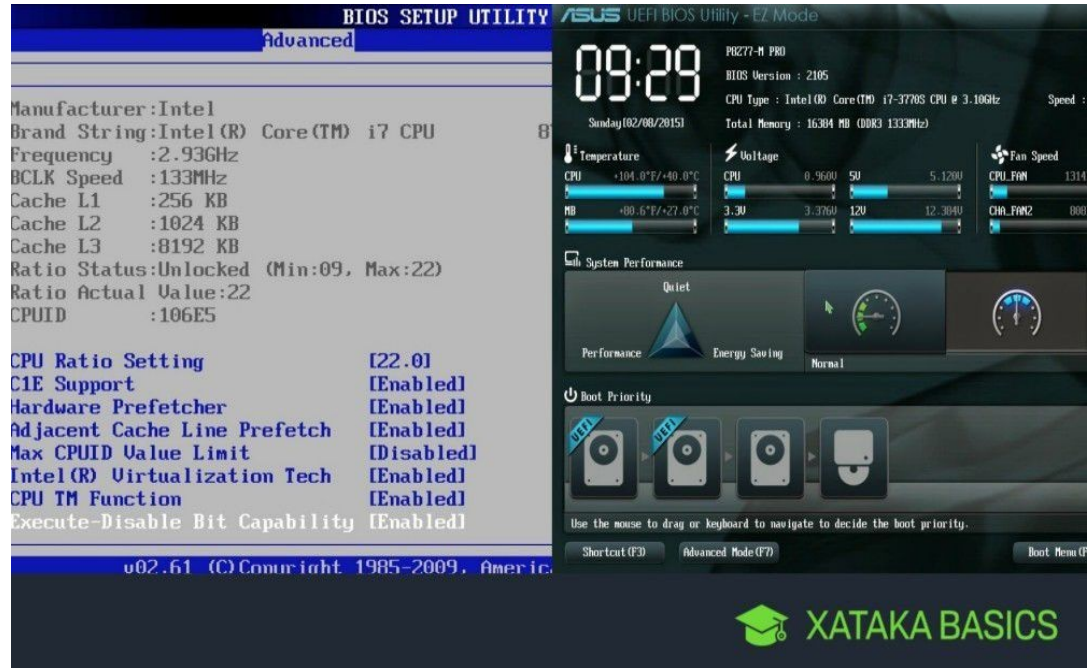 BIOS SETUP UTILITY
Advanced
Manufacturer:Intel
Brand String:Intel(R) Core(TM) i7 CPU
Frequency :2.93GHz
BCLK Speed :133MHz
Cache L1 :256 KB
Cache L2 :1024 KB
Cache L3 :8192 KB
Ratio Status:Unlocked (Min:09, Max:22)
Ratio Actual Value:22
CPUID :106E5
CPU Ratio Setting [22.0]
C1E Support [Enabled]
Hardware Prefetcher [Enabled]
Adjacent Cache Line Prefetch [Enabled]
Max CPUID Value Limit [Disabled]
Intel(R) Virtualization Tech [Enabled]
CPU TM Function [Enabled]
Execute-Disable Bit Capability [Enabled]
v02.61 (C)Copyright 1985-2009, Americ
ASUS UEFI BIOS Utility - EZ Mode
09:29
Sunday[02/08/2015]
P8Z77-M PRO
BIOS Version : 2105
CPU Type : Intel(R) Core(TM) i7-3770S CPU @ 3.10GHz Speed :
Total Memory : 16384 MB (DDR3 1333MHz)
Temperature
CPU +104.0°F/+40.0°C
MB +80.6°F/+27.0°C
Voltage
CPU 0.960V 5V 5.120V
3.3V 3.376V 12V 12.384V
Fan Speed
CPU_FAN 1314
CHA_FAN2
System Performance
Quiet
Performance Energy Saving
Normal
Boot Priority
UEFI UEFI
Use the mouse to drag or keyboard to navigate to decide the boot priority.
Shortcut(F3) Advanced Mode(F7) Boot Menu(F
XATAKA BASICS